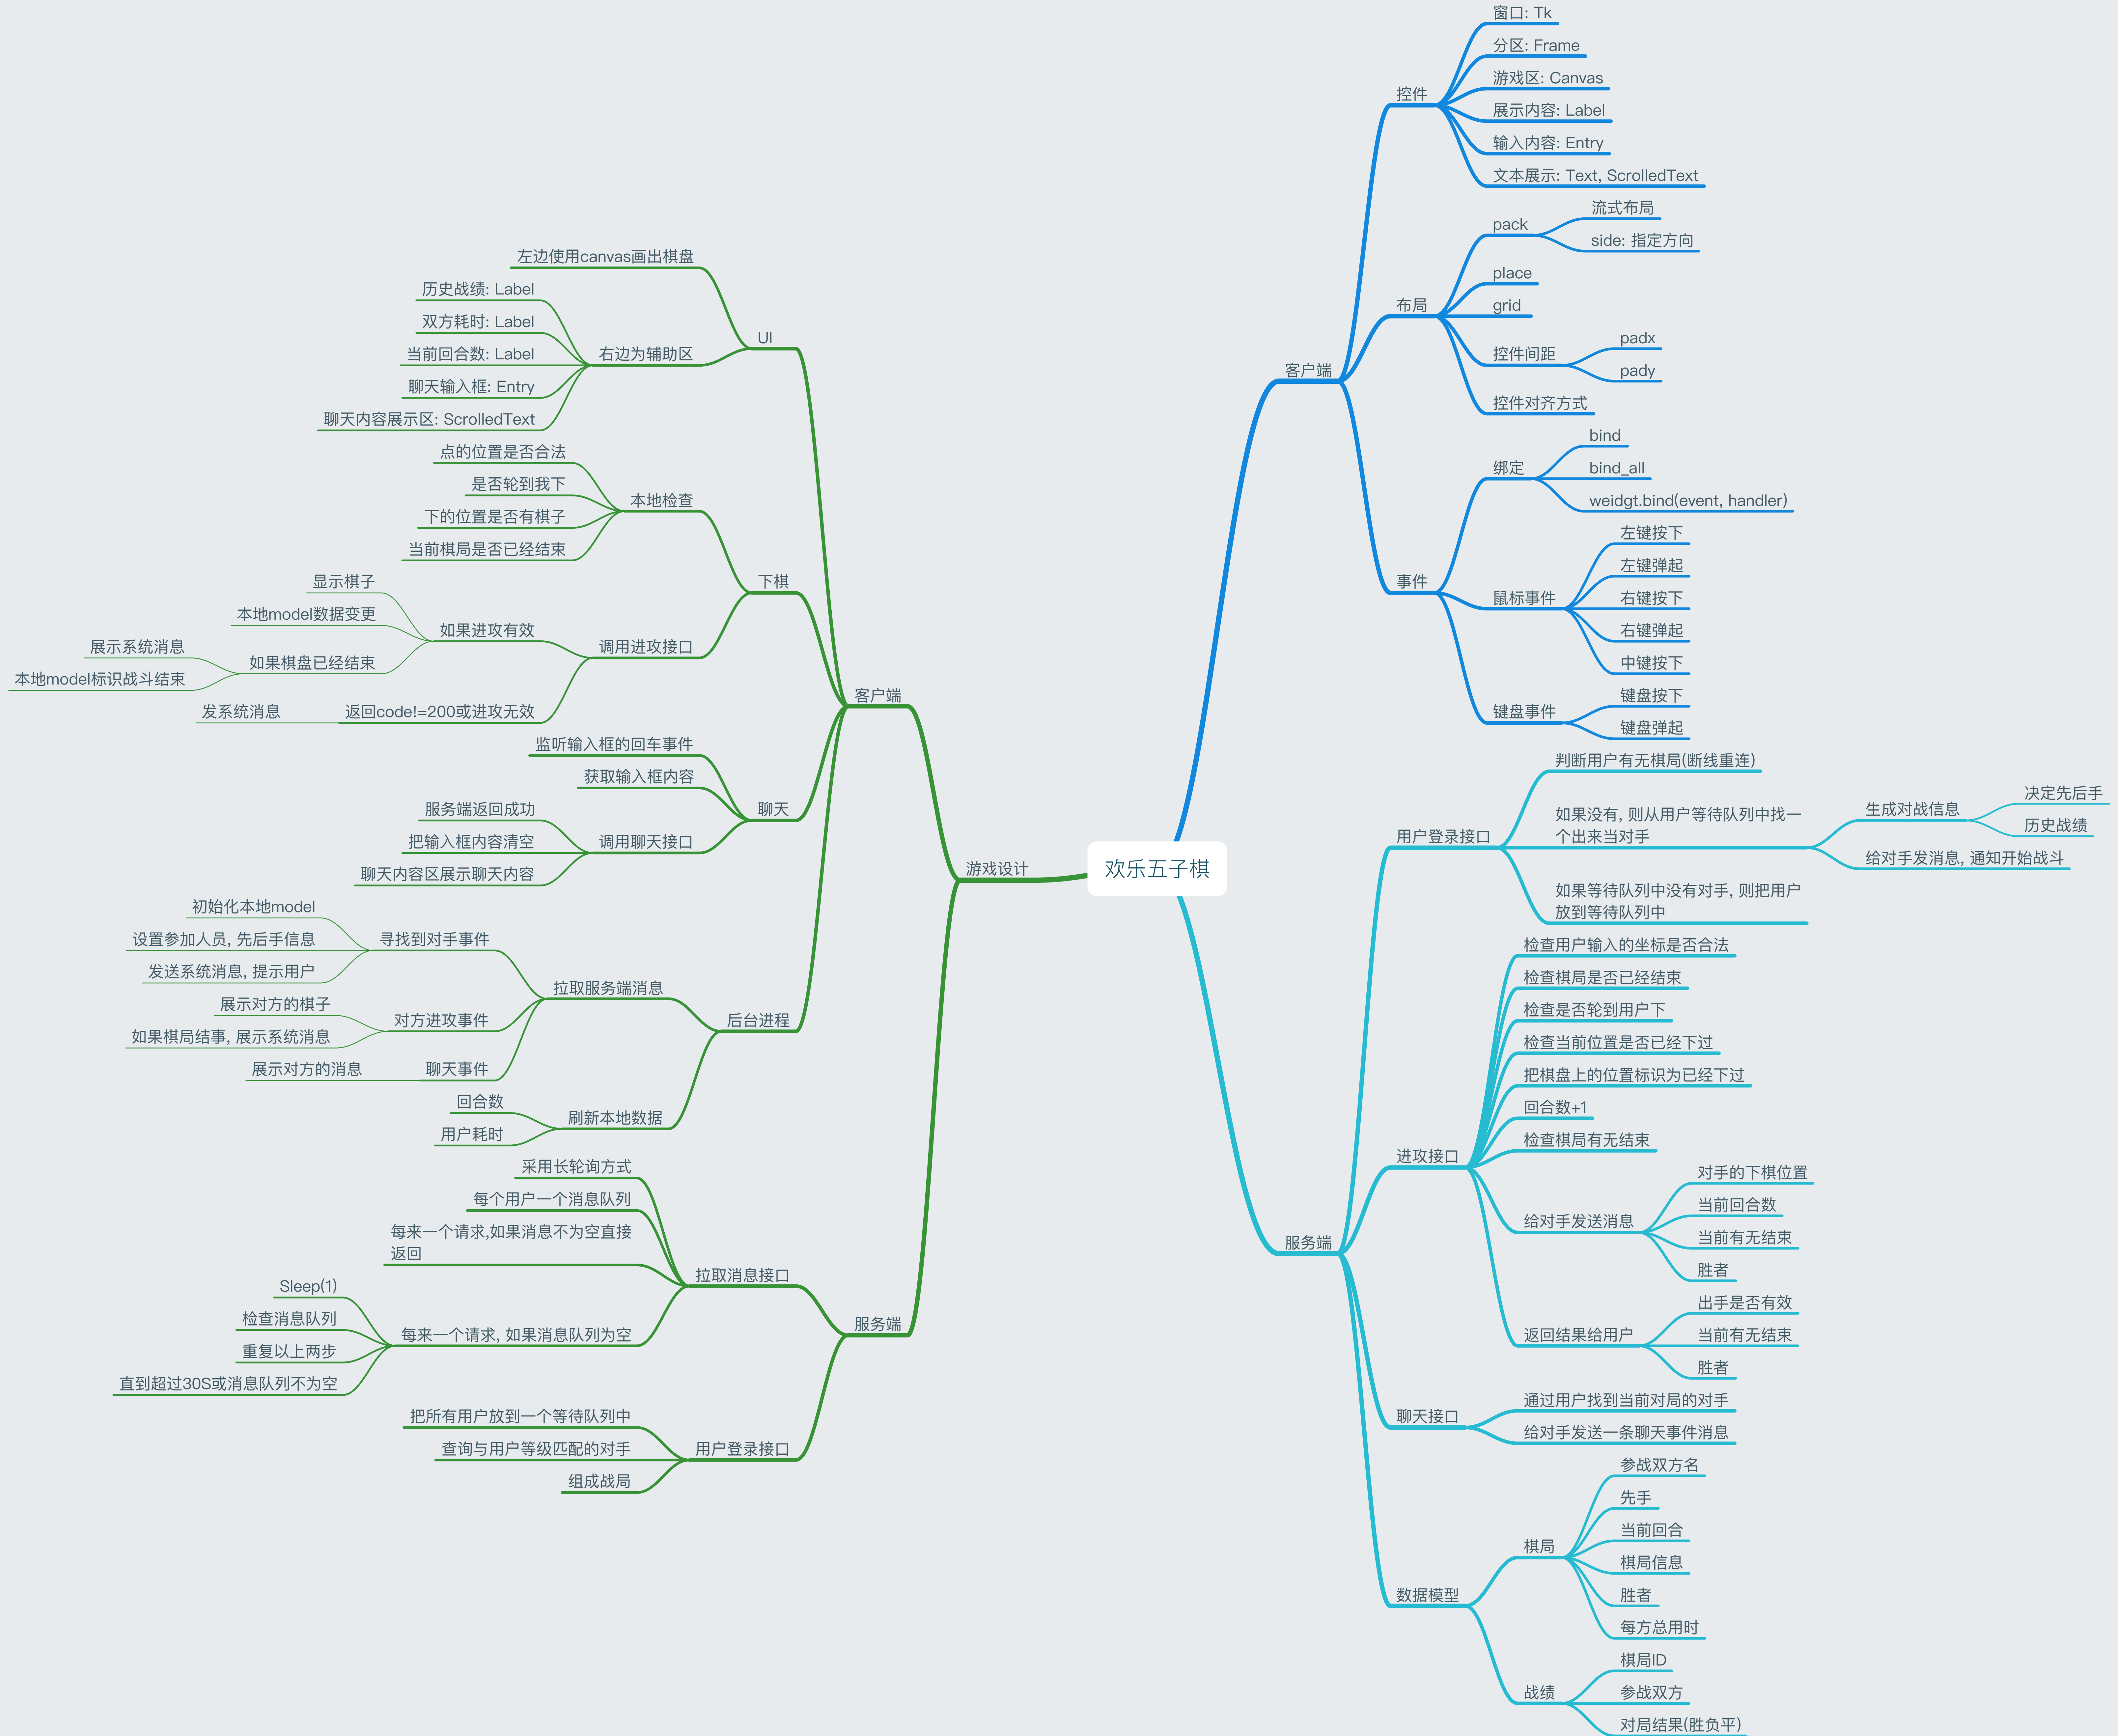 欢乐五子棋
客户端
控件
窗口: Tk
分区: Frame
游戏区: Canvas
展示内容: Label
输入内容: Entry
文本展示: Text, ScrolledText
布局
pack
流式布局
side: 指定方向
place
grid
控件间距
padx
pady
控件对齐方式
事件
绑定
bind
bind_all
weidgt.bind(event, handler)
鼠标事件
左键按下
左键弹起
右键按下
右键弹起
中键按下
键盘事件
键盘按下
键盘弹起
服务端
用户登录接口
判断用户有无棋局(断线重连)
如果没有, 则从用户等待队列中找一
个出来当对手
生成对战信息
决定先后手
历史战绩
给对手发消息, 通知开始战斗
如果等待队列中没有对手, 则把用户
放到等待队列中
进攻接口
检查用户输入的坐标是否合法
检查棋局是否已经结束
检查是否轮到用户下
检查当前位置是否已经下过
把棋盘上的位置标识为已经下过
回合数+1
检查棋局有无结束
给对手发送消息
对手的下棋位置
当前回合数
当前有无结束
胜者
返回结果给用户
出手是否有效
当前有无结束
胜者
聊天接口
通过用户找到当前对局的对手
给对手发送一条聊天事件消息
数据模型
棋局
参战双方名
先手
当前回合
棋局信息
胜者
每方总用时
战绩
棋局ID
参战双方
对局结果(胜负平)
游戏设计
客户端
UI
左边使用canvas画出棋盘
右边为辅助区
历史战绩: Label
双方耗时: Label
当前回合数: Label
聊天输入框: Entry
聊天内容展示区: ScrolledText
下棋
本地检查
点的位置是否合法
是否轮到我下
下的位置是否有棋子
当前棋局是否已经结束
调用进攻接口
如果进攻有效
显示棋子
本地model数据变更
如果棋盘已经结束
展示系统消息
本地model标识战斗结束
返回code!=200或进攻无效
发系统消息
聊天
监听输入框的回车事件
获取输入框内容
调用聊天接口
服务端返回成功
把输入框内容清空
聊天内容区展示聊天内容
后台进程
拉取服务端消息
寻找到对手事件
初始化本地model
设置参加人员, 先后手信息
发送系统消息, 提示用户
对方进攻事件
展示对方的棋子
如果棋局结事, 展示系统消息
聊天事件
展示对方的消息
刷新本地数据
回合数
用户耗时
服务端
拉取消息接口
采用长轮询方式
每个用户一个消息队列
每来一个请求,如果消息不为空直接
返回
每来一个请求, 如果消息队列为空
Sleep(1)
检查消息队列
重复以上两步
直到超过30S或消息队列不为空
用户登录接口
把所有用户放到一个等待队列中
查询与用户等级匹配的对手
组成战局